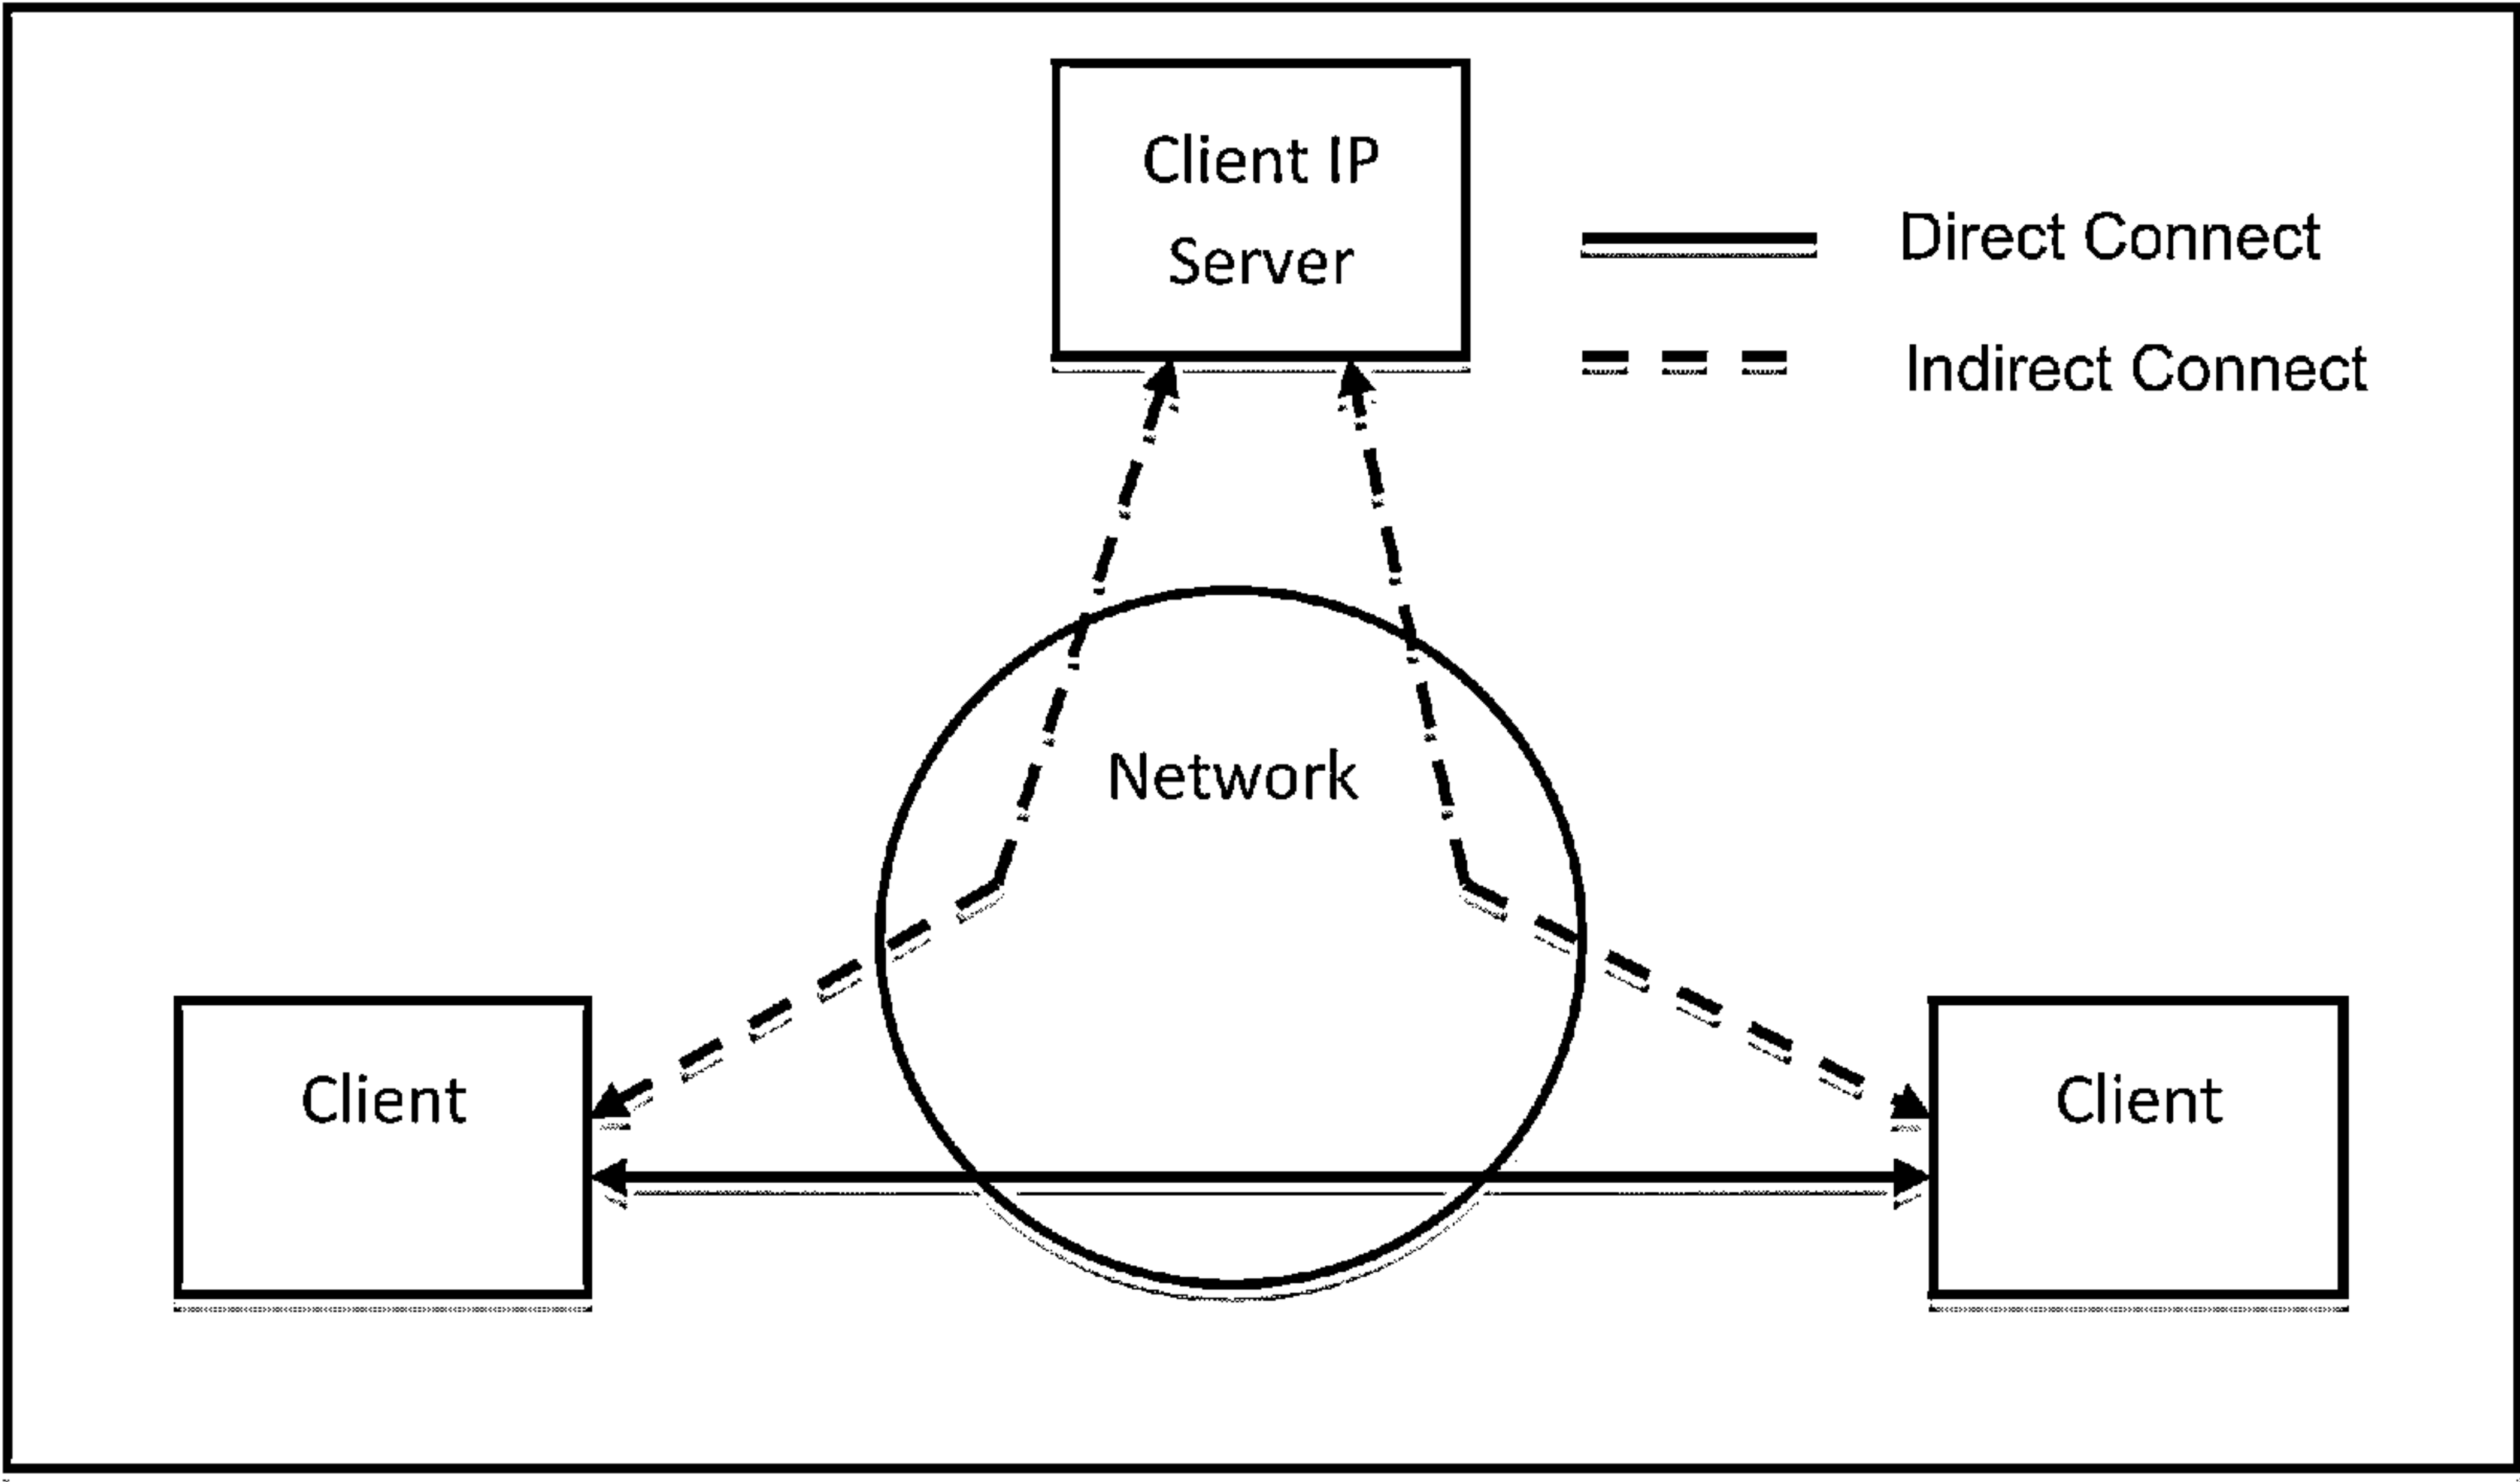 Client IP
Server
Direct Connect
Indirect Connect
Network
Client
Client